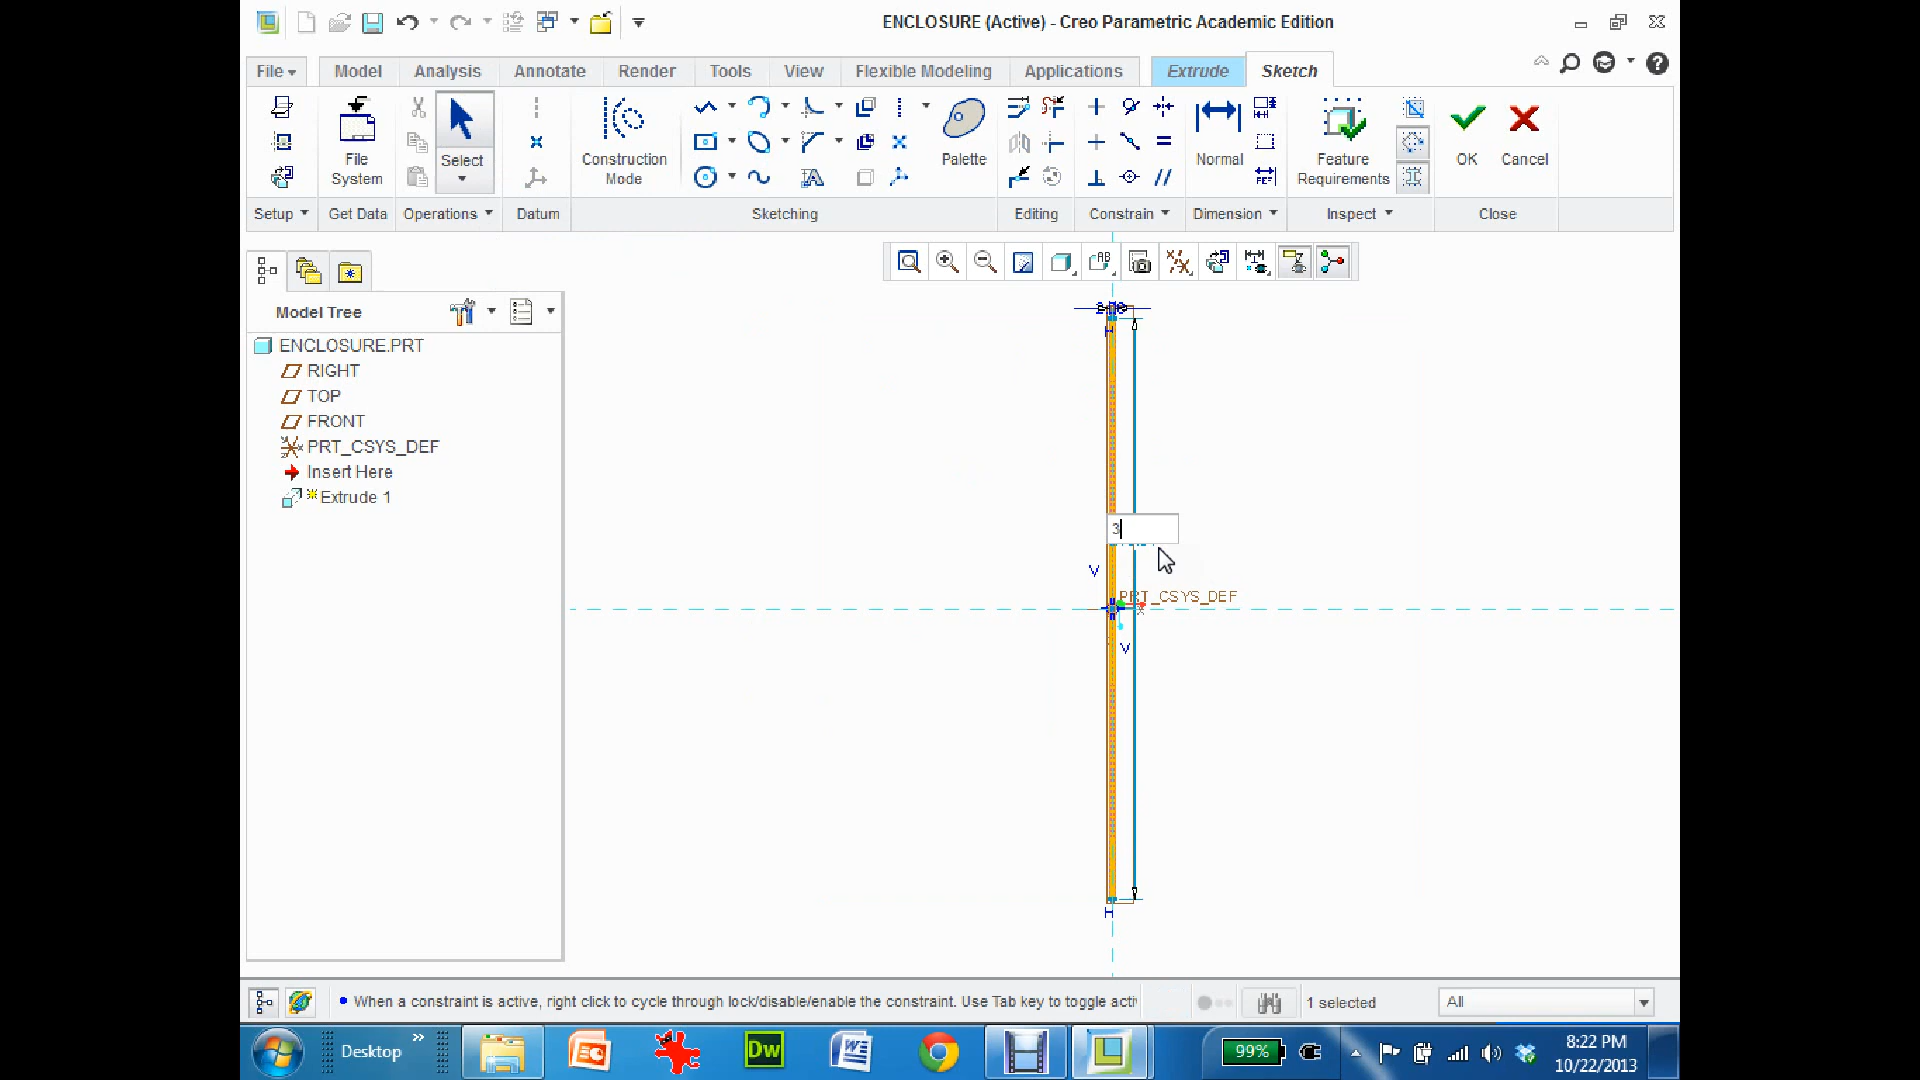 ENCLOSURE (Active) - Creo Parametric Academic Edition
File Model Analysis Annotate Render Tools View Flexible Modeling Applications Extrude Sketch
File System
Select
Construction Mode
Palette
Normal
Feature Requirements
OK Cancel
Setup Get Data Operations Datum Sketching Editing Constrain Dimension Inspect Close
Model Tree
ENCLOSURE.PRT
RIGHT
TOP
FRONT
PRT_CSYS_DEF
Insert Here
Extrude 1
H
3
V
PRT_CSYS_DEF
V
H
When a constraint is active, right click to cycle through lock/disable/enable the constraint. Use Tab key to toggle acti
1 selected
All
Desktop
Dw
99%
8:22 PM
10/22/2013